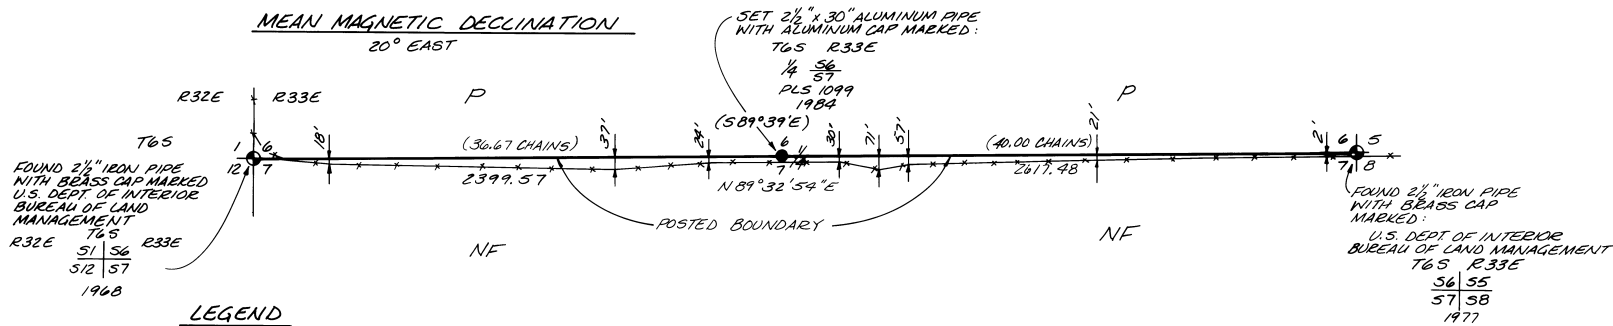 MEAN MAGNETIC DECLINATION
20° EAST
SET 2½" x 30" ALUMINUM PIPE
WITH ALUMINUM CAP MARKED:
T6S R33E
¼ S6
S7
PLS 1099
1984
(S89°39'E)
R32E R33E
P
P
T6S
1 6
12 7
18'
(36.67 CHAINS)
37'
24'
6
7
¼
30'
71'
57'
(40.00 CHAINS)
21'
2'
6 5
7 8
2399.57
N89°32'54"E
2617.48
FOUND 2½" IRON PIPE
WITH BRASS CAP MARKED
U.S. DEPT. OF INTERIOR
BUREAU OF LAND
MANAGEMENT
T6S
R32E R33E
S1 S6
S12 S7
1968
POSTED BOUNDARY
NF
NF
FOUND 2½" IRON PIPE
WITH BRASS CAP
MARKED:
U.S. DEPT. OF INTERIOR
BUREAU OF LAND MANAGEMENT
T6S R33E
S6 S5
S7 S8
1977
LEGEND